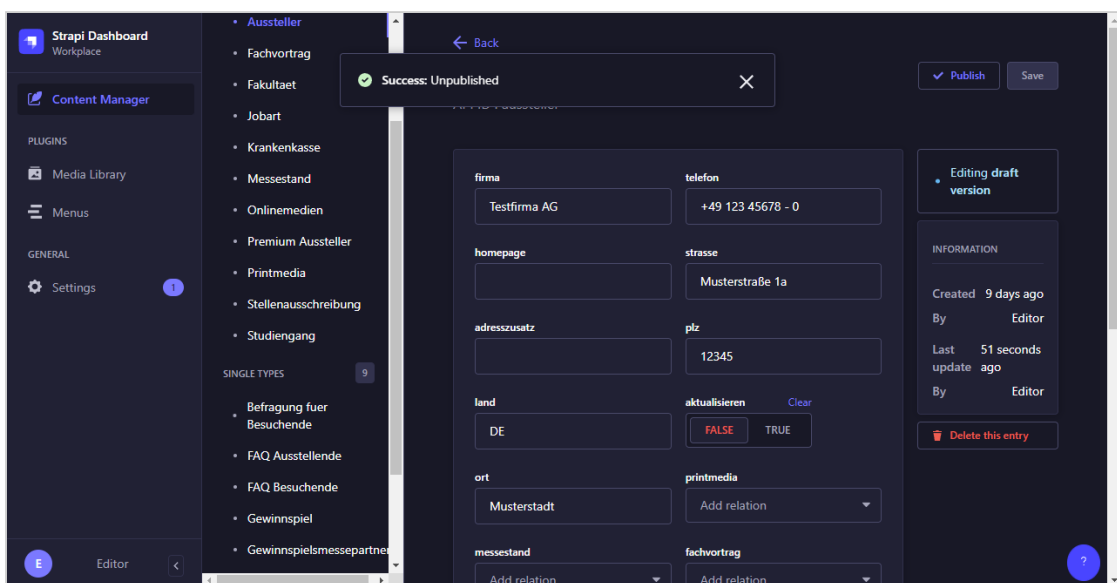 Strapi Dashboard
Workplace
Content Manager
PLUGINS
Media Library
Menus
GENERAL
Settings
1
E
Editor
Aussteller
Fachvortrag
Fakultaet
Jobart
Krankenkasse
Messestand
Onlinemedien
Premium Aussteller
Printmedia
Stellenausschreibung
Studiengang
SINGLE TYPES
9
Befragung fuer
Besuchende
FAQ Ausstellende
FAQ Besuchende
Gewinnspiel
Gewinnspielsmessepartner
Back
Success: Unpublished
Publish
Save
firma
telefon
Testfirma AG
+49 123 45678 - 0
homepage
strasse
Musterstraße 1a
adresszusatz
plz
12345
land
aktualisieren
Clear
DE
FALSE
TRUE
ort
printmedia
Musterstadt
Add relation
messestand
fachvortrag
Add relation
Add relation
Editing draft
version
INFORMATION
Created 9 days ago
By Editor
Last 51 seconds
update ago
By Editor
Delete this entry
?